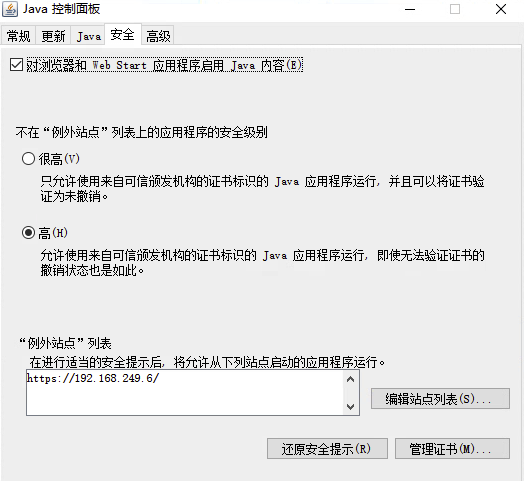 Java 控制面板
常规 更新 Java 安全 高级
对浏览器和 Web Start 应用程序启用 Java 内容(E)
不在“例外站点”列表上的应用程序的安全级别
很高(V)
只允许使用来自可信颁发机构的证书标识的 Java 应用程序运行, 并且可以将证书验
证为未撤销。
高(H)
允许使用来自可信颁发机构的证书标识的 Java 应用程序运行, 即使无法验证证书的
撤销状态也是如此。
“例外站点”列表
在进行适当的安全提示后, 将允许从下列站点启动的应用程序运行。
https://192.168.249.6/
编辑站点列表(S)...
还原安全提示(R) 管理证书(M)...